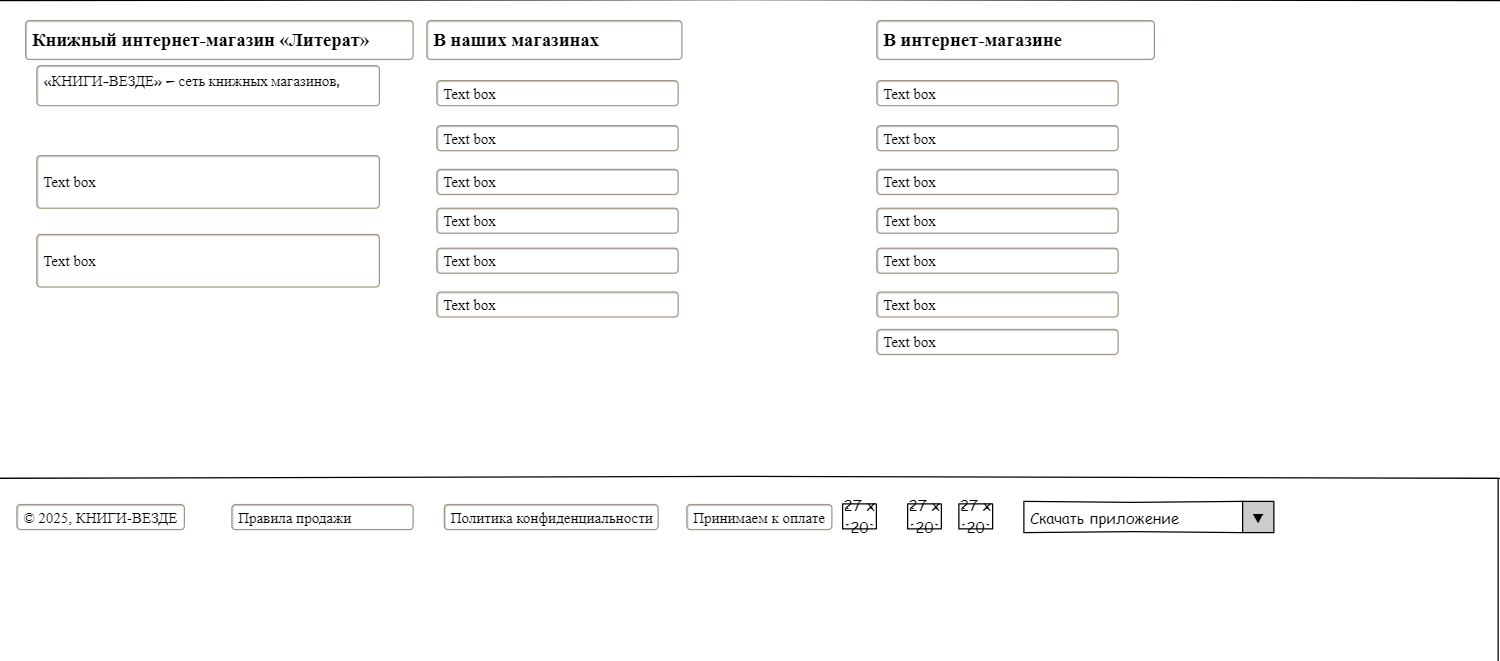 Книжный интернет-магазин «Литерат»
«КНИГИ-ВЕЗДЕ» – сеть книжных магазинов,
Text box
Text box
В наших магазинах
Text box
Text box
Text box
Text box
Text box
Text box
В интернет-магазине
Text box
Text box
Text box
Text box
Text box
Text box
Text box
© 2025, КНИГИ-ВЕЗДЕ
Правила продажи
Политика конфиденциальности
Принимаем к оплате
27 x
20
27 x
20
27 x
20
Скачать приложение